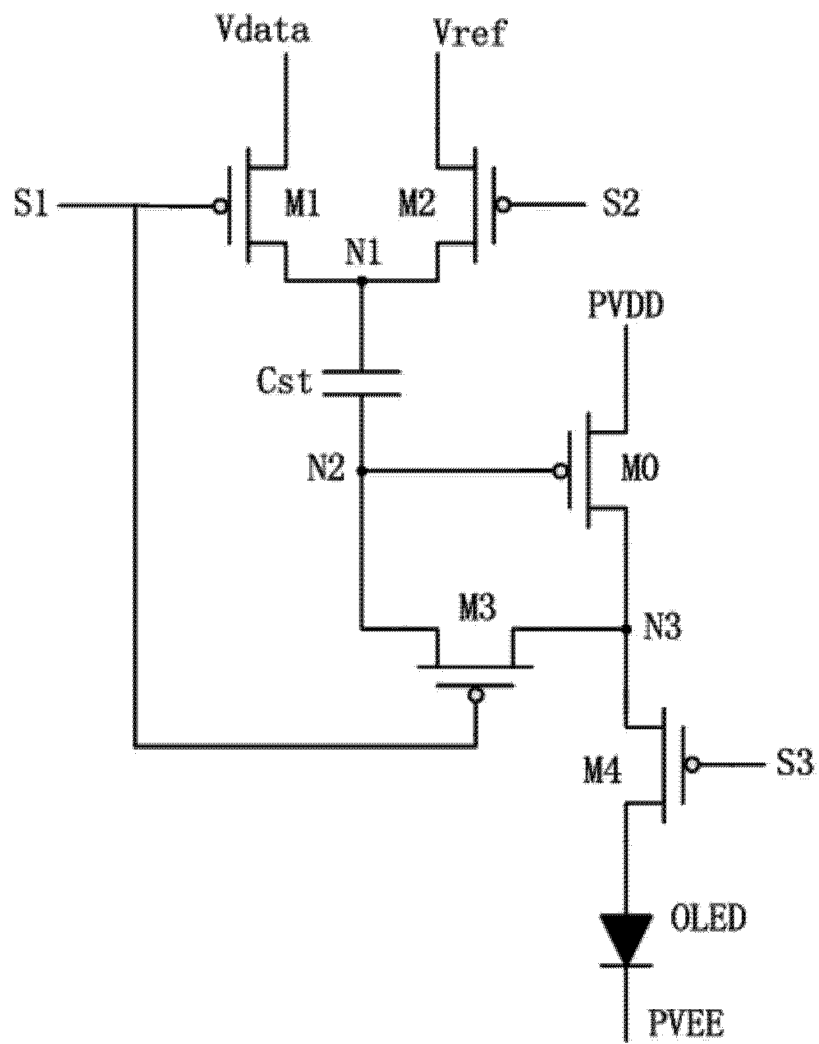 Vdata
Vref
S1
M1
M2
S2
N1
PVDD
Cst
N2
M0
M3
N3
M4
S3
OLED
PVEE